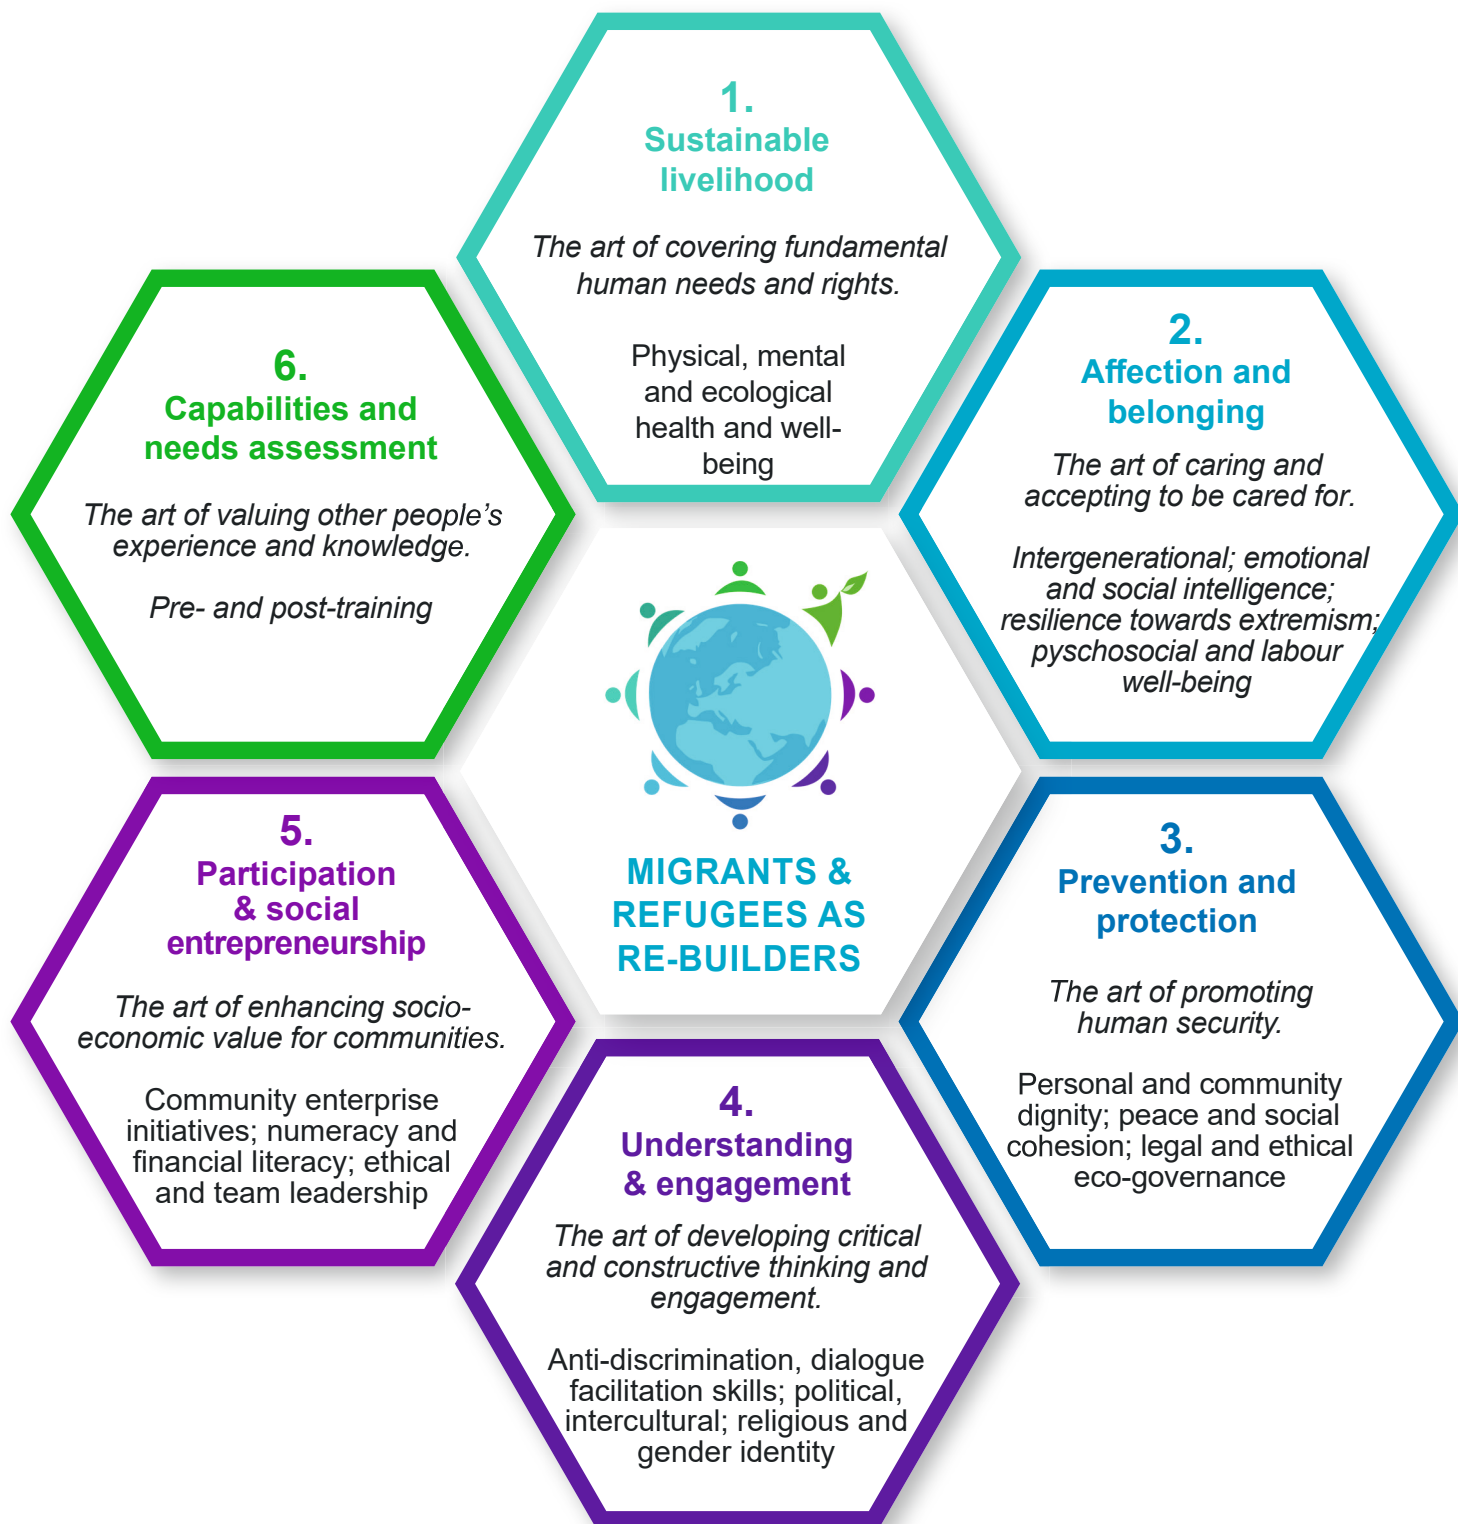 1.
Sustainable
livelihood
The art of covering fundamental
human needs and rights.
Physical, mental
and ecological
health and well-
being
2.
Affection and
belonging
The art of caring and
accepting to be cared for.
Intergenerational; emotional
and social intelligence;
resilience towards extremism;
pyschosocial and labour
well-being
3.
Prevention and
protection
The art of promoting
human security.
Personal and community
dignity; peace and social
cohesion; legal and ethical
eco-governance
4.
Understanding
& engagement
The art of developing critical
and constructive thinking and
engagement.
Anti-discrimination, dialogue
facilitation skills; political,
intercultural; religious and
gender identity
5.
Participation
& social
entrepreneurship
The art of enhancing socio-
economic value for communities.
Community enterprise
initiatives; numeracy and
financial literacy; ethical
and team leadership
6.
Capabilities and
needs assessment
The art of valuing other people's
experience and knowledge.
Pre- and post-training
MIGRANTS &
REFUGEES AS
RE-BUILDERS